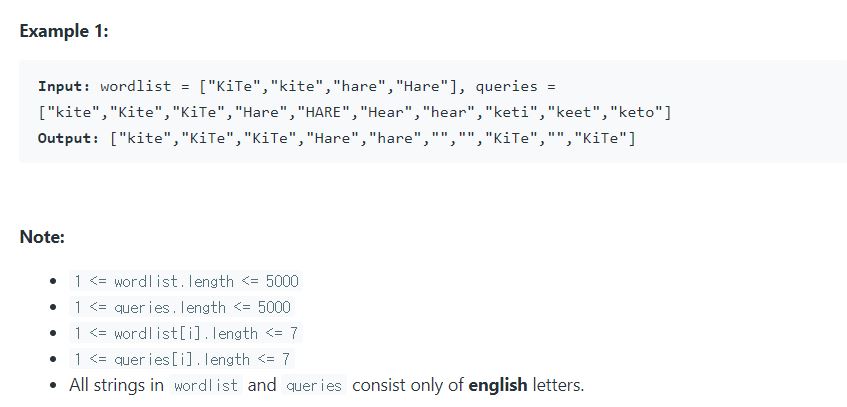 Example 1:
Input: wordlist = ["KiTe","kite","hare","Hare"], queries =
["kite","Kite","KiTe","Hare","HARE","Hear","hear","keti","keet","keto"]
Output: ["kite","KiTe","KiTe","Hare","hare","","","KiTe","","KiTe"]
Note:
• 1 <= wordlist.length <= 5000
• 1 <= queries.length <= 5000
• 1 <= wordlist[i].length <= 7
• 1 <= queries[i].length <= 7
• All strings in wordlist and queries consist only of english letters.